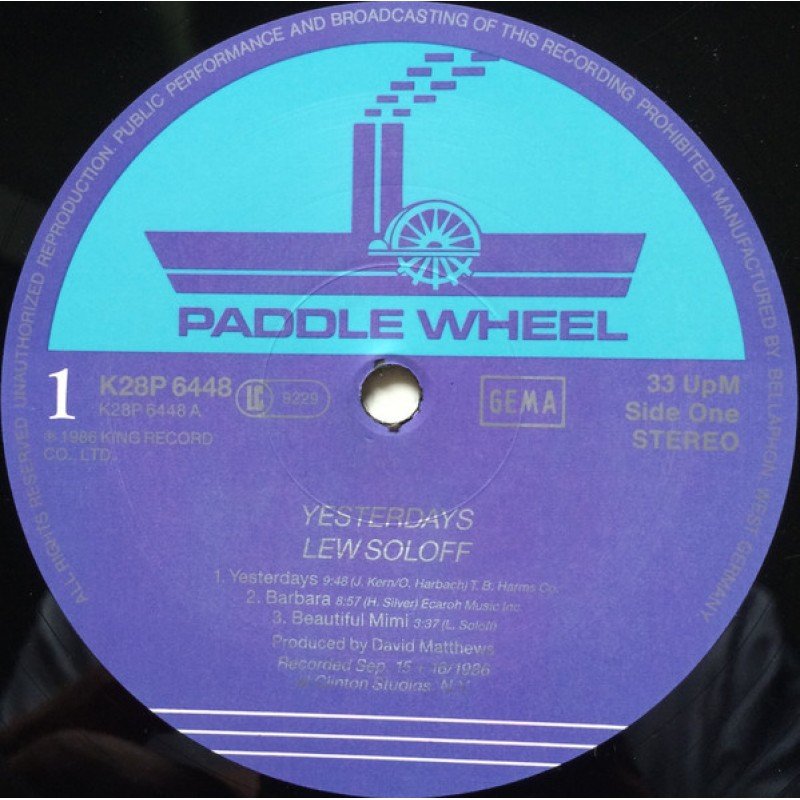 ALL RIGHTS RESERVED UNAUTHORIZED REPRODUCTION. PUBLIC PERFORMANCE AND BROADCASTING OF THIS RECORDING PROHIBITED. MANUFACTURED BY BELLAPHON, WEST GERMANY
PADDLE WHEEL
1
K28P 6448
K28P 6448 A
LC 9229
GEMA
33 UpM
Side One
STEREO
℗ 1986 KING RECORD
CO., LTD.
YESTERDAYS
LEW SOLOFF
1. Yesterdays 9:48 (J. Kern/O. Harbach) T. B. Harms Co.
2. Barbara 8:57 (H. Silver) Ecaroh Music Inc.
3. Beautiful Mimi 3:37 (L. Soloff)
Produced by David Matthews
Recorded Sep. 15 + 16/1986
Clinton Studios, N.Y.